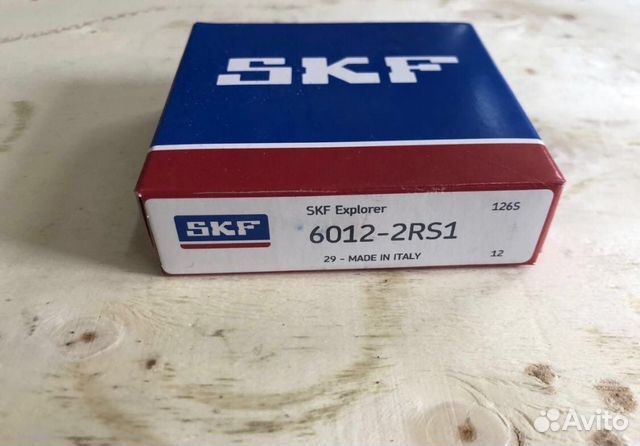 SKF
SKF Explorer 126S
SKF 6012-2RS1
29 - MADE IN ITALY 12
Avito